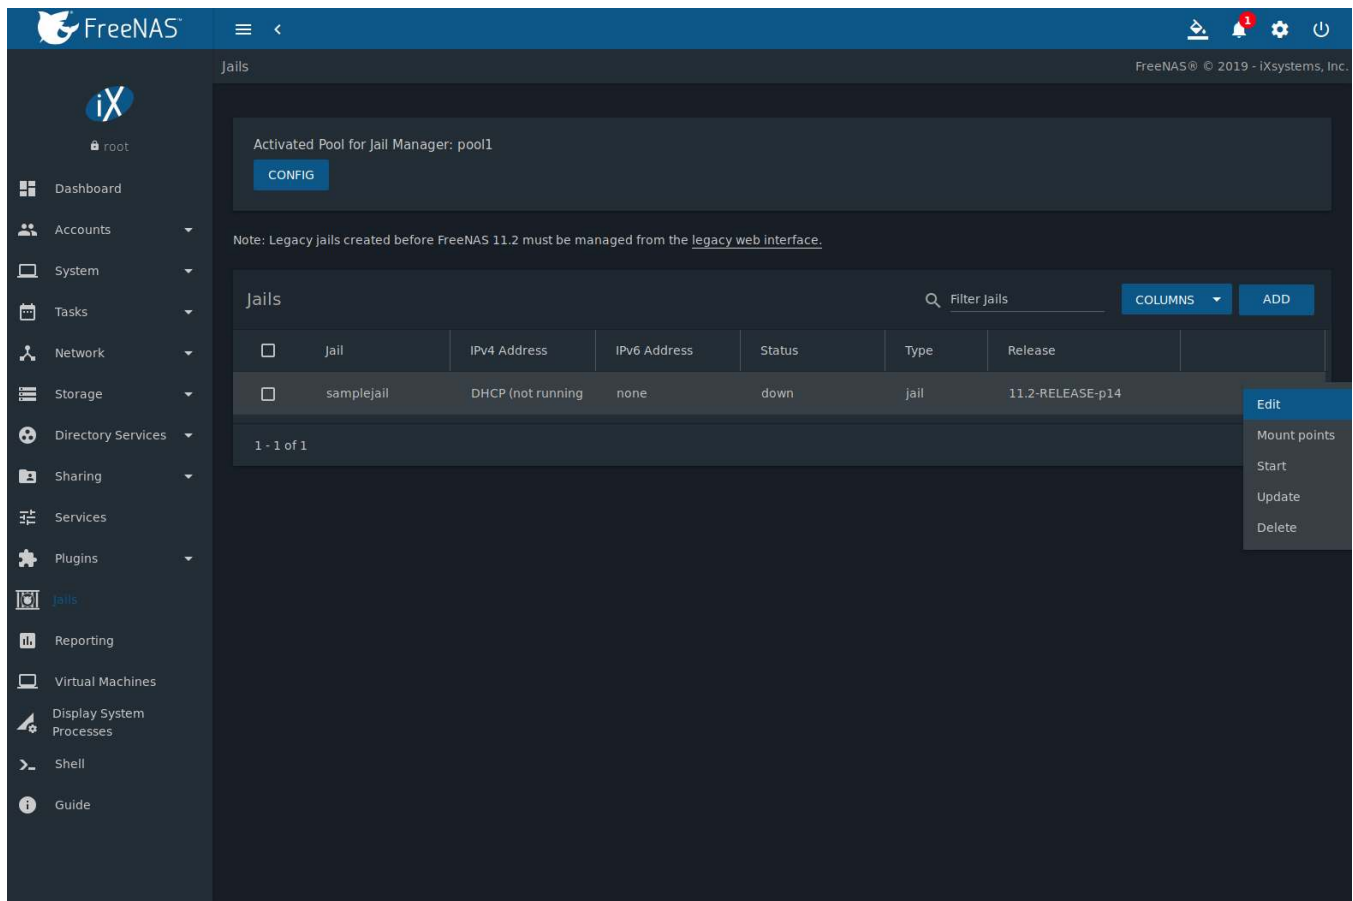 FreeNAS™
1
Jails
FreeNAS® © 2019 - iXsystems, Inc.
iX
root
Activated Pool for Jail Manager: pool1
CONFIG
Dashboard
Accounts
System
Tasks
Network
Storage
Directory Services
Sharing
Services
Plugins
Jails
Reporting
Virtual Machines
Display System
Processes
Shell
Guide
Note: Legacy jails created before FreeNAS 11.2 must be managed from the legacy web interface.
Jails
Filter Jails
COLUMNS
ADD
Jail IPv4 Address IPv6 Address Status Type Release
samplejail DHCP (not running none down jail 11.2-RELEASE-p14
1 - 1 of 1
Edit
Mount points
Start
Update
Delete